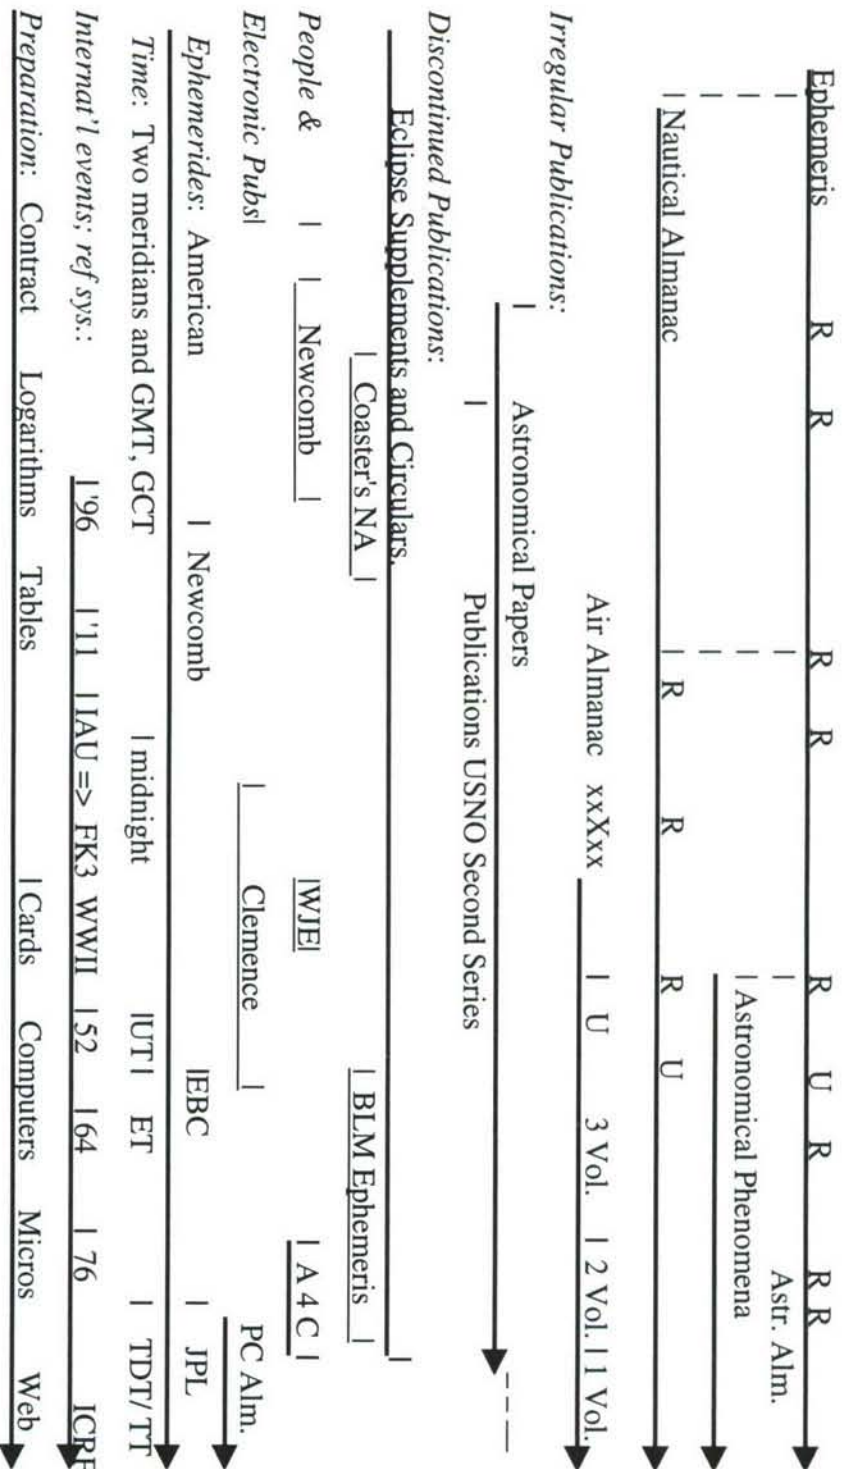 Ephemeris R R R R R U R R R
Astr. Alm.
| Astronomical Phenomena
Nautical Almanac R R R U
Air Almanac xxXxx | U 3 Vol. | 2 Vol. | 1 Vol.
Irregular Publications:
| Astronomical Papers
| Publications USNO Second Series
Discontinued Publications:
Eclipse Supplements and Circulars.
| Coaster's NA | | BLM Ephemeris |
People & | | Newcomb | |WJE| | A 4 C |
Electronic Pubs| | Clemence | PC Alm.
Ephemerides: American | Newcomb |EBC | JPL
Time: Two meridians and GMT, GCT | midnight |UT | ET | TDT/ TT
Internat'l events; ref sys.: | '96 | '11 | IAU => FK3 WWII | 52 | 64 | 76 ICRF
Preparation: Contract Logarithms Tables | Cards Computers Micros Web